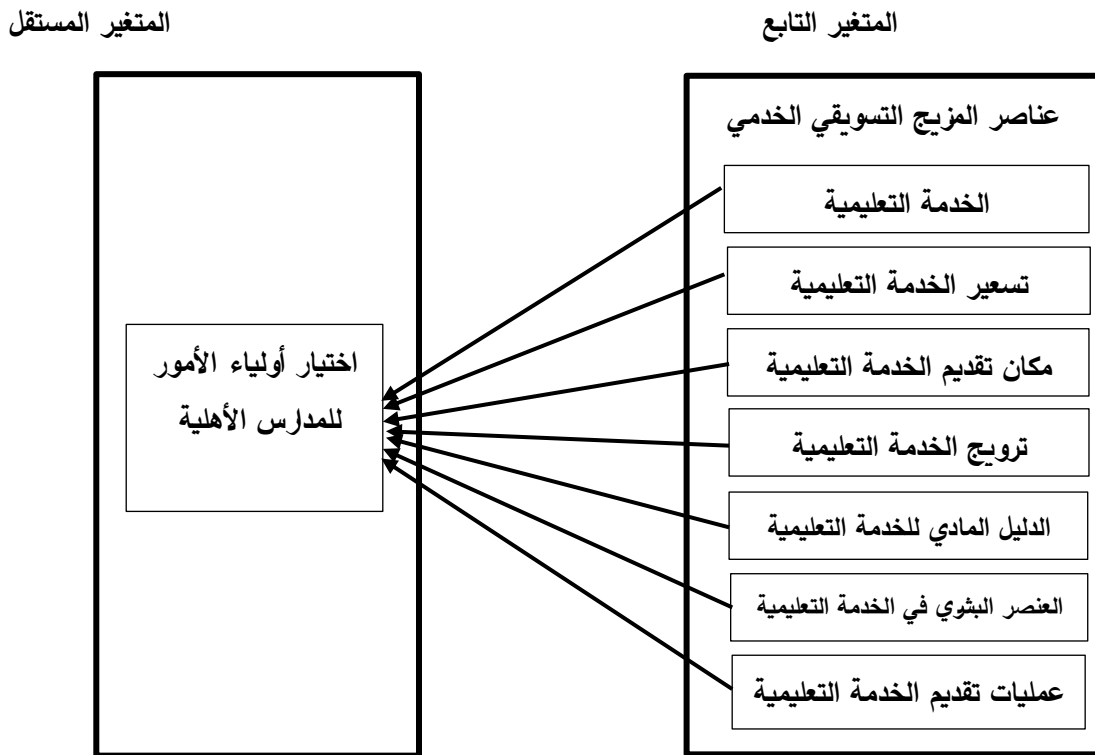 المتغير التابع
المتغير المستقل
عناصر المزيج التسويقي الخدمي
الخدمة التعليمية
تسعير الخدمة التعليمية
مكان تقديم الخدمة التعليمية
ترويج الخدمة التعليمية
الدليل المادي للخدمة التعليمية
العنصر البشري في الخدمة التعليمية
عمليات تقديم الخدمة التعليمية
اختيار أولياء الأمور
للمدارس الأهلية